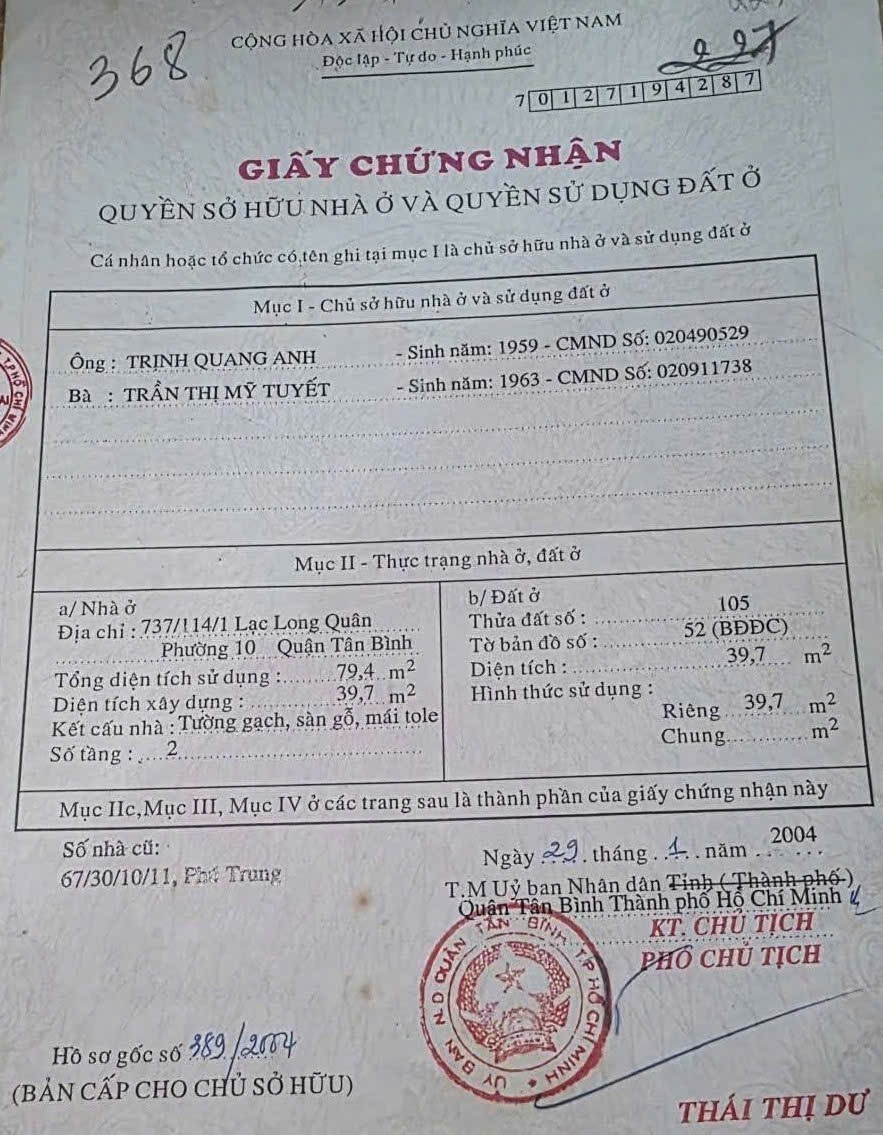 368
CỘNG HÒA XÃ HỘI CHỦ NGHĨA VIỆT NAM
Độc lập - Tự do - Hạnh phúc
227
7 0 1 2 7 1 9 4 2 8 7
GIẤY CHỨNG NHẬN
QUYỀN SỞ HỮU NHÀ Ở VÀ QUYỀN SỬ DỤNG ĐẤT Ở
Cá nhân hoặc tổ chức có tên ghi tại mục I là chủ sở hữu nhà ở và sử dụng đất ở
Mục I - Chủ sở hữu nhà ở và sử dụng đất ở
Ông : TRỊNH QUANG ANH - Sinh năm: 1959 - CMND Số: 020490529
Bà : TRẦN THỊ MỸ TUYẾT - Sinh năm: 1963 - CMND Số: 020911738
T.P HỒ CHÍ MINH
Mục II - Thực trạng nhà ở, đất ở
a/ Nhà ở
Địa chỉ : 737/114/1 Lạc Long Quân
Phường 10 Quận Tân Bình
Tổng diện tích sử dụng : 79,4 m²
Diện tích xây dựng : 39,7 m²
Kết cấu nhà : Tường gạch, sàn gỗ, mái tole
Số tầng : 2
b/ Đất ở
Thửa đất số : 105
Tờ bản đồ số : 52 (BĐĐC)
Diện tích : 39,7 m²
Hình thức sử dụng :
Riêng 39,7 m²
Chung m²
Mục IIc,Mục III, Mục IV ở các trang sau là thành phần của giấy chứng nhận này
Số nhà cũ:
67/30/10/11, Phú Trung
Ngày 29 tháng 1 năm 2004
T.M Uỷ ban Nhân dân Tỉnh ( Thành phố )
Quận Tân Bình Thành phố Hồ Chí Minh
KT. CHỦ TỊCH
PHÓ CHỦ TỊCH
ỦY BAN N.D QUẬN TÂN BÌNH T.P HỒ CHÍ MINH
Hồ sơ gốc số 389/2004
(BẢN CẤP CHO CHỦ SỞ HỮU)
THÁI THỊ DƯ